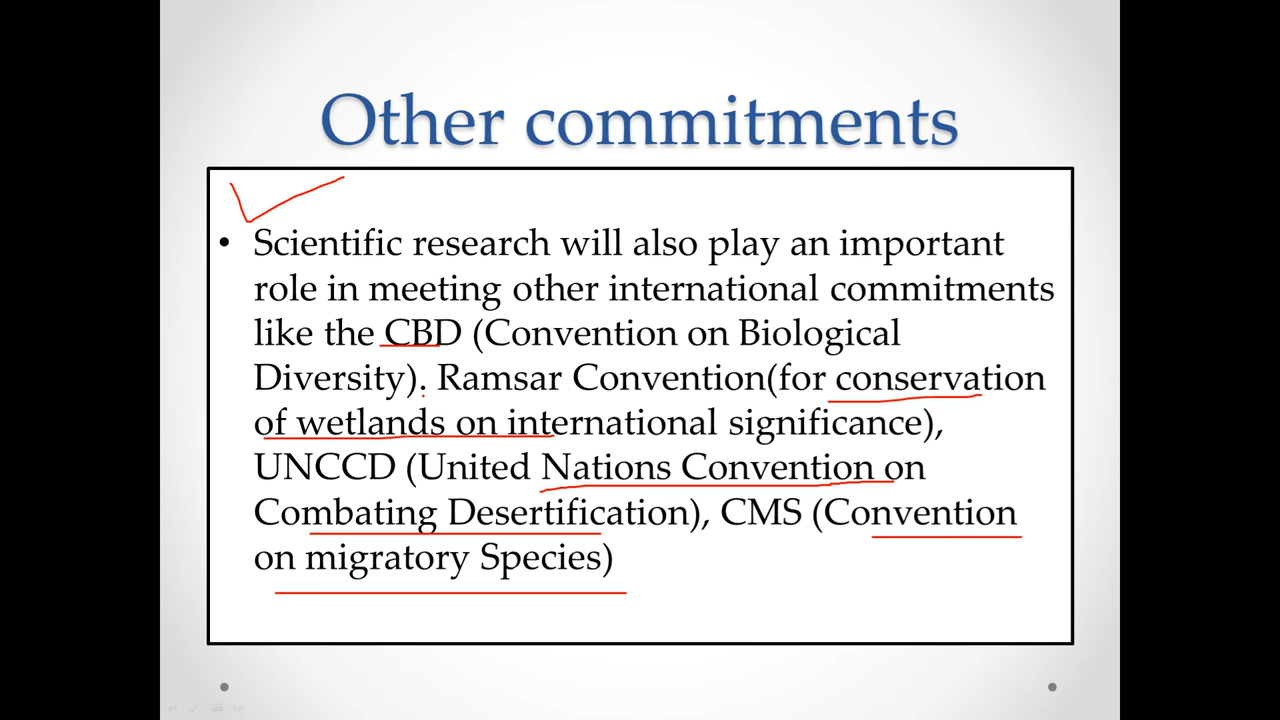 Other commitments
• Scientific research will also play an important
role in meeting other international commitments
like the CBD (Convention on Biological
Diversity). Ramsar Convention(for conservation
of wetlands on international significance),
UNCCD (United Nations Convention on
Combating Desertification), CMS (Convention
on migratory Species)